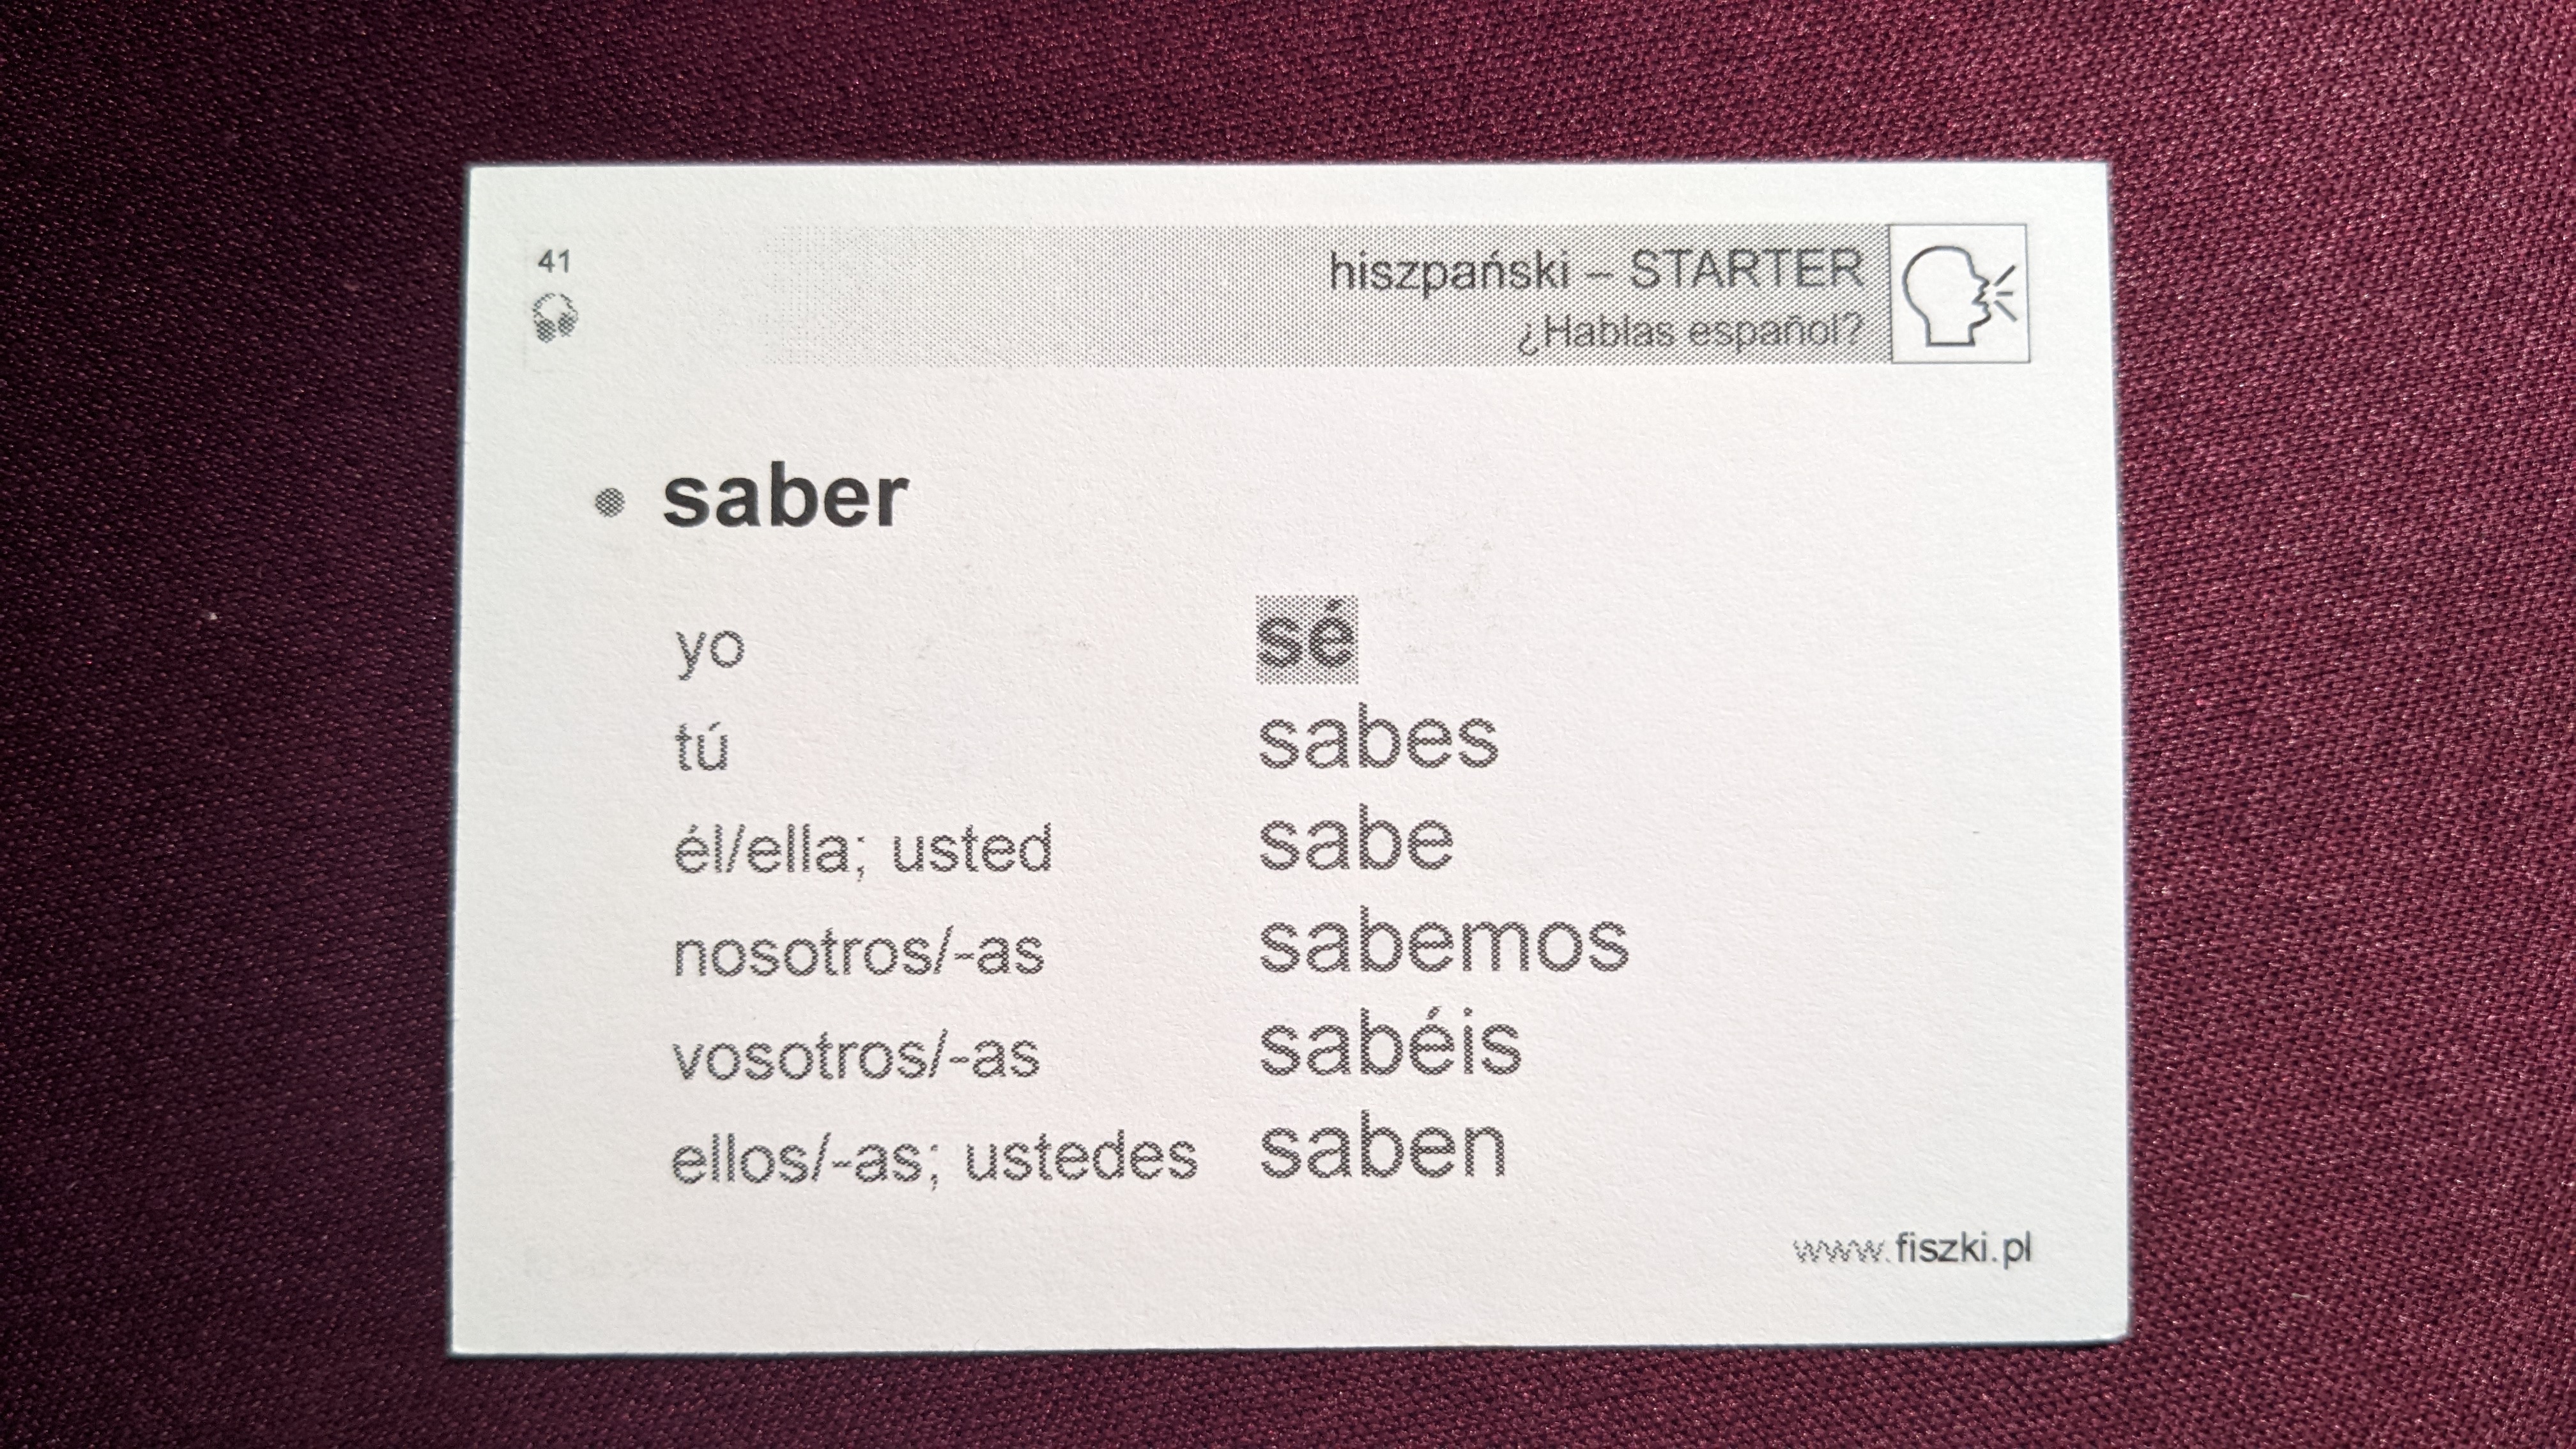 41
hiszpański – STARTER
¿Hablas español?
saber
yo sé
tú sabes
él/ella; usted sabe
nosotros/-as sabemos
vosotros/-as sabéis
ellos/-as; ustedes saben
www.fiszki.pl